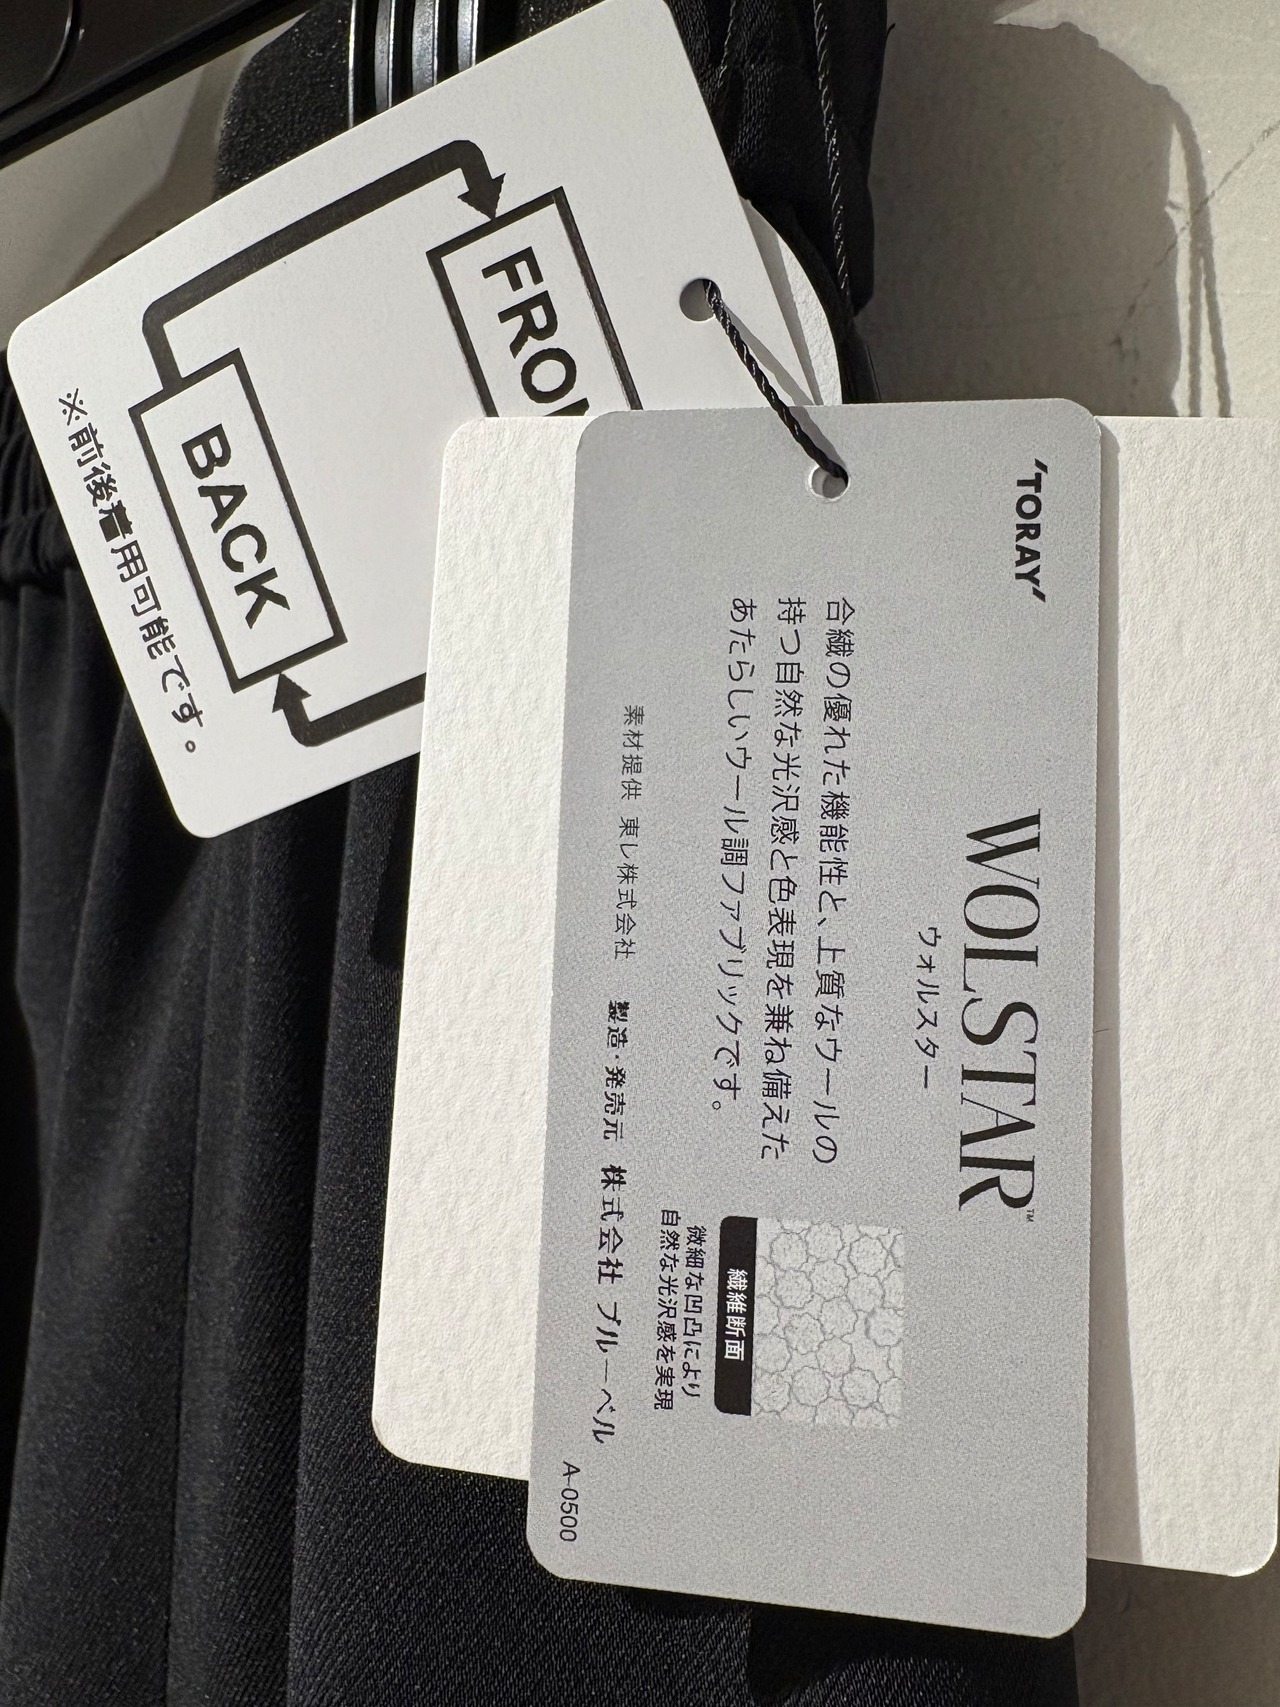 FRO
BACK
※前後着用可能です。
'TORAY'
WOLSTAR™
ウォルスター
合繊の優れた機能性と、上質なウールの
持つ自然な光沢感と色表現を兼ね備えた
あたらしいウール調ファブリックです。
繊維断面
微細な凹凸により
自然な光沢感を実現
素材提供 東レ株式会社
製造・発売元 株式会社 ブルーベル
A-0500